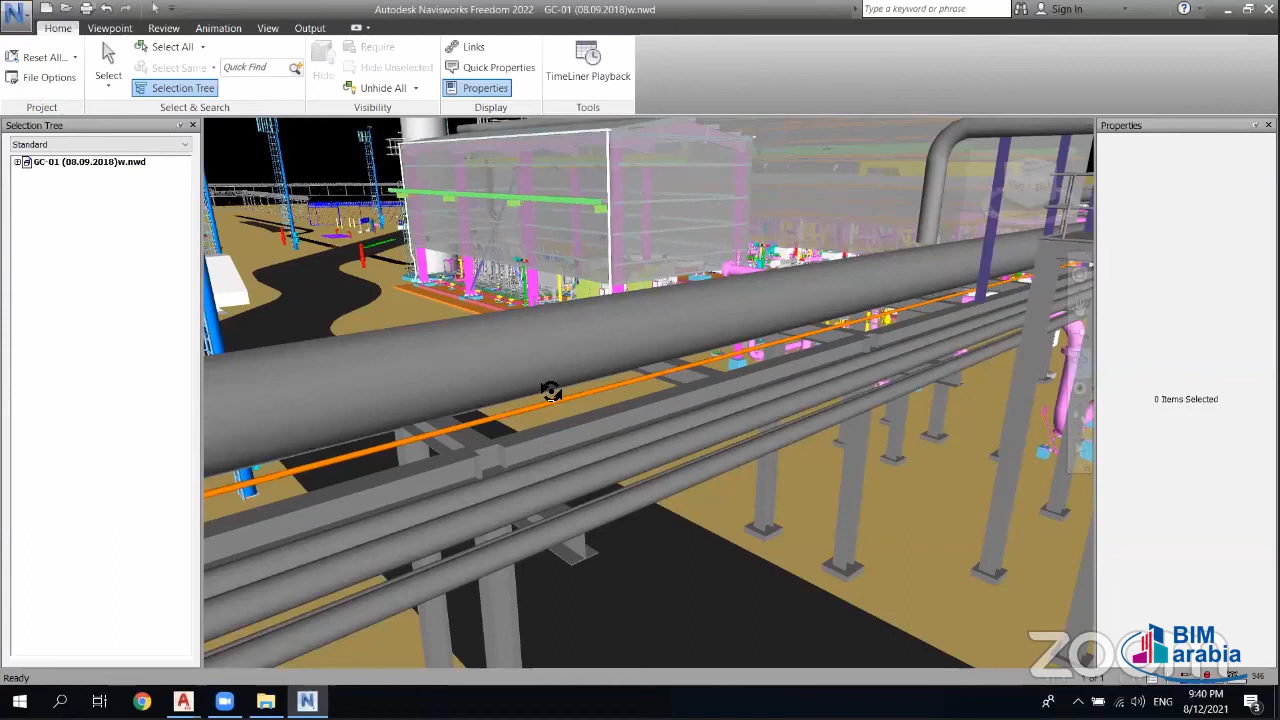 Autodesk Navisworks Freedom 2022 GC-01 (08.09.2018)w.nwd
Type a keyword or phrase
Sign In
Home
Viewpoint
Review
Animation
View
Output
Reset All...
File Options
Project
Select
Select All
Select Same
Selection Tree
Quick Find
Select & Search
Hide
Require
Hide Unselected
Unhide All
Visibility
Links
Quick Properties
Properties
Display
TimeLiner Playback
Tools
Selection Tree
Standard
GC-01 (08.09.2018)w.nwd
Properties
0 Items Selected
zoom
BIM
arabia
Ready
546
ENG
9:40 PM
8/12/2021
3